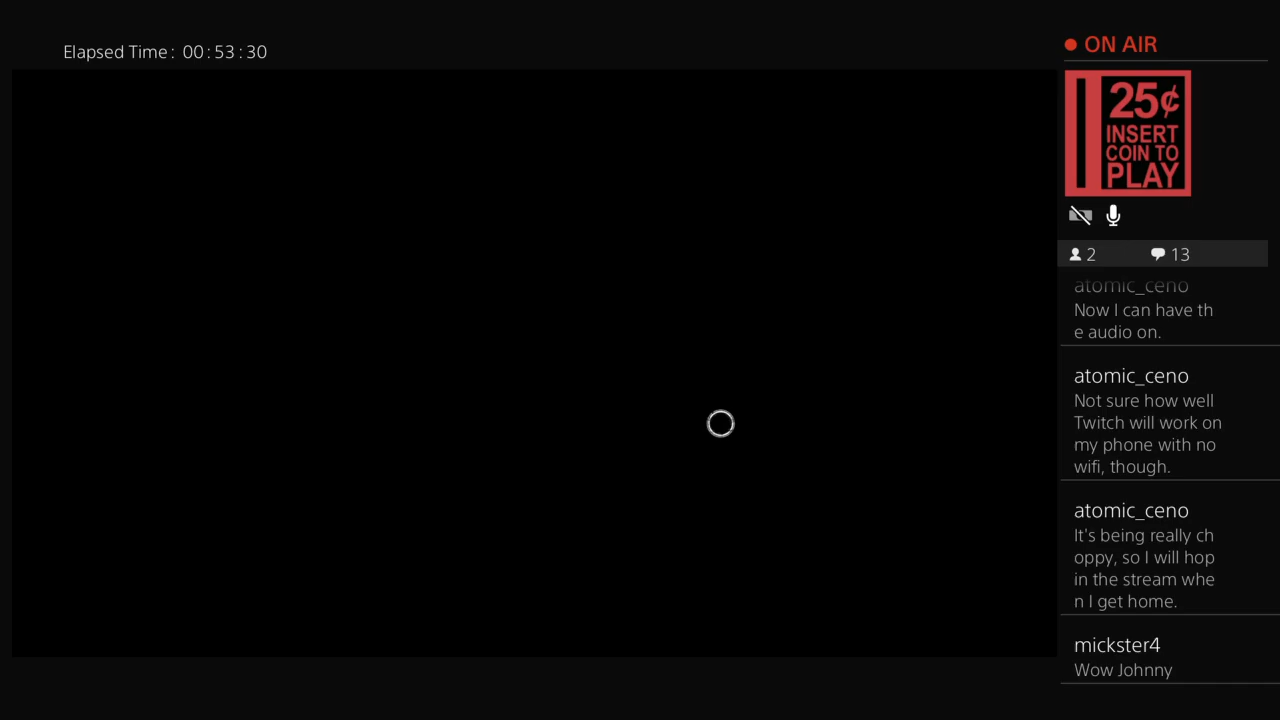 Elapsed Time: 00:53:30
ON AIR
25¢
INSERT
COIN TO
PLAY
2
13
atomic_ceno
Now I can have th
e audio on.
atomic_ceno
Not sure how well
Twitch will work on
my phone with no
wifi, though.
atomic_ceno
It's being really ch
oppy, so I will hop
in the stream whe
n I get home.
mickster4
Wow Johnny